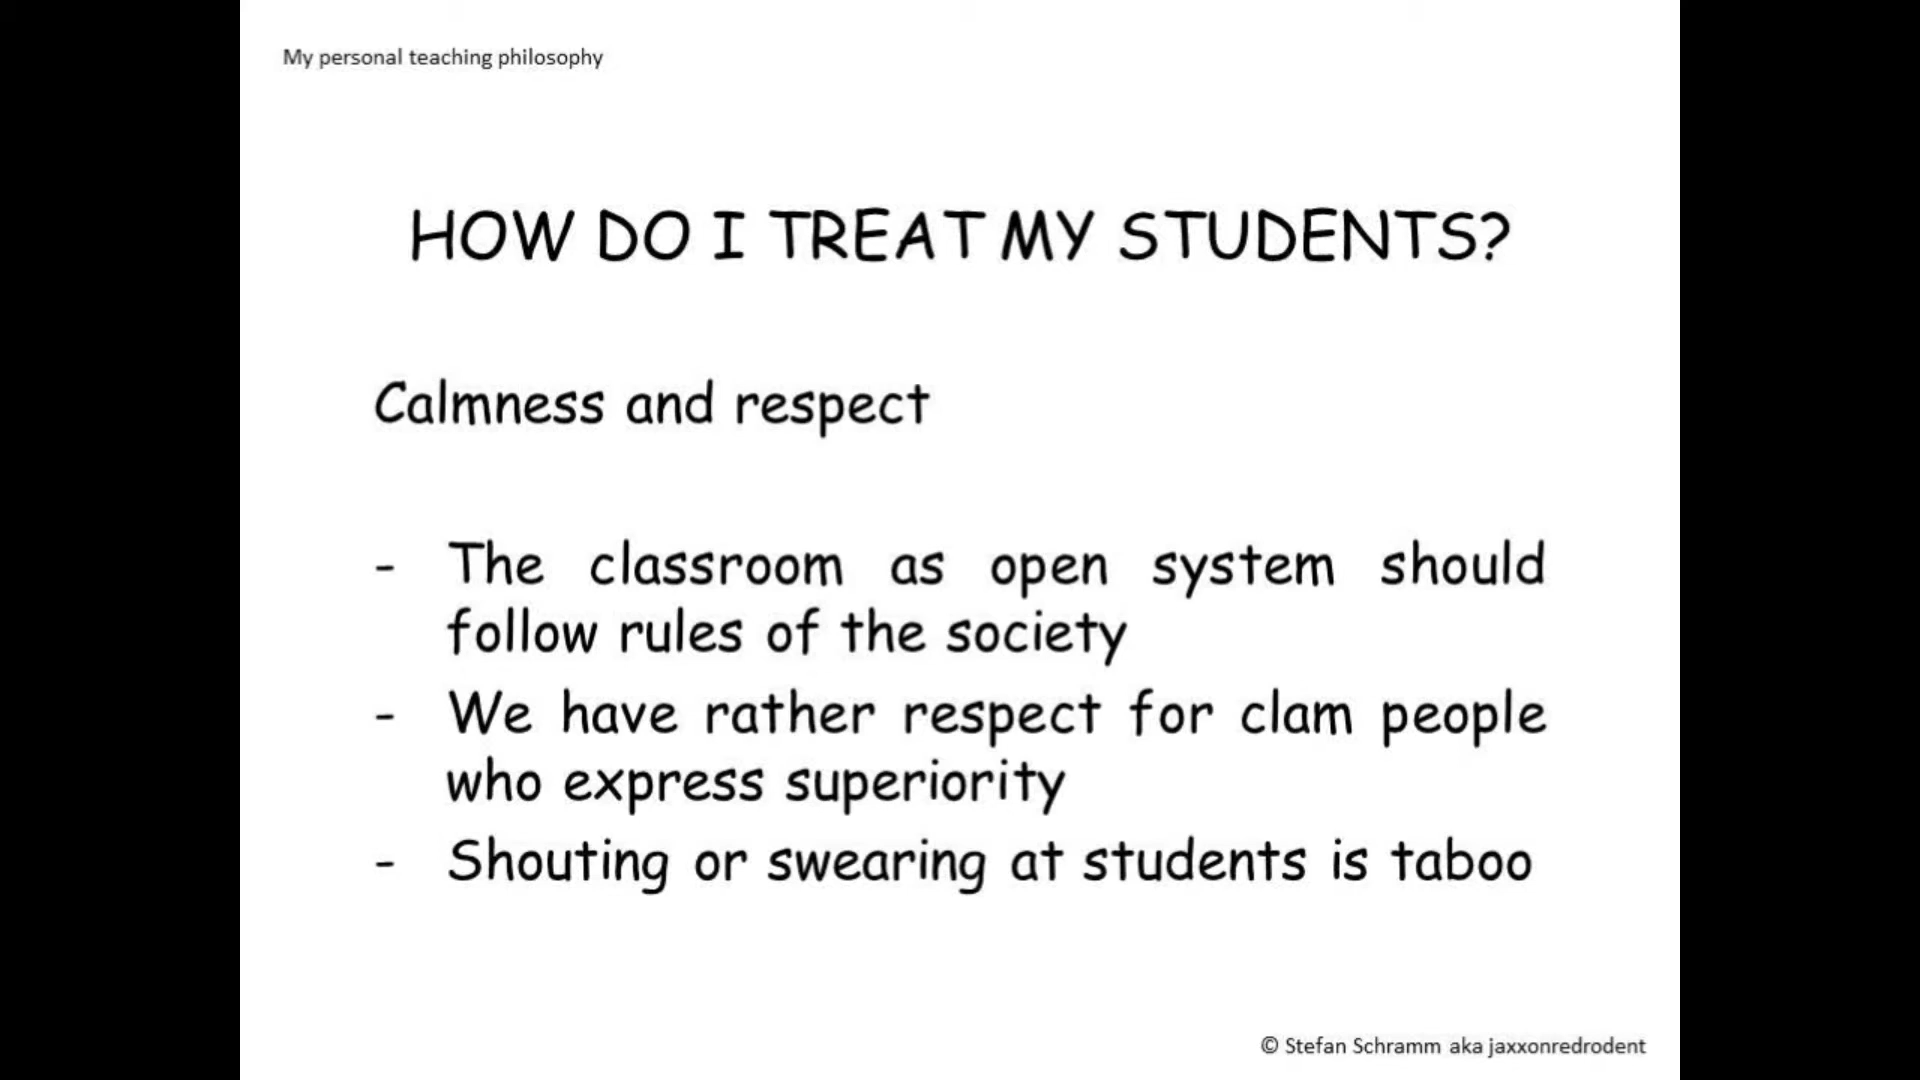 My personal teaching philosophy
HOW DO I TREAT MY STUDENTS?
Calmness and respect
- The classroom as open system should
follow rules of the society
- We have rather respect for clam people
who express superiority
- Shouting or swearing at students is taboo
© Stefan Schramm aka jaxxonredrodent